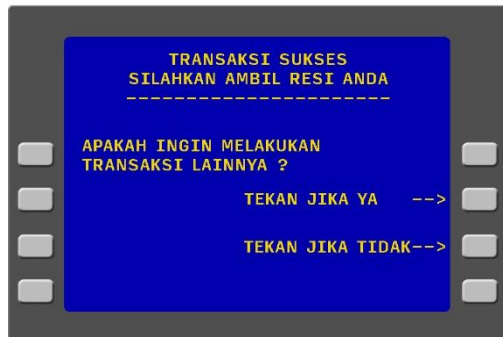 TRANSAKSI SUKSES
SILAHKAN AMBIL RESI ANDA
----------------------
APAKAH INGIN MELAKUKAN
TRANSAKSI LAINNYA ?
TEKAN JIKA YA -->
TEKAN JIKA TIDAK-->